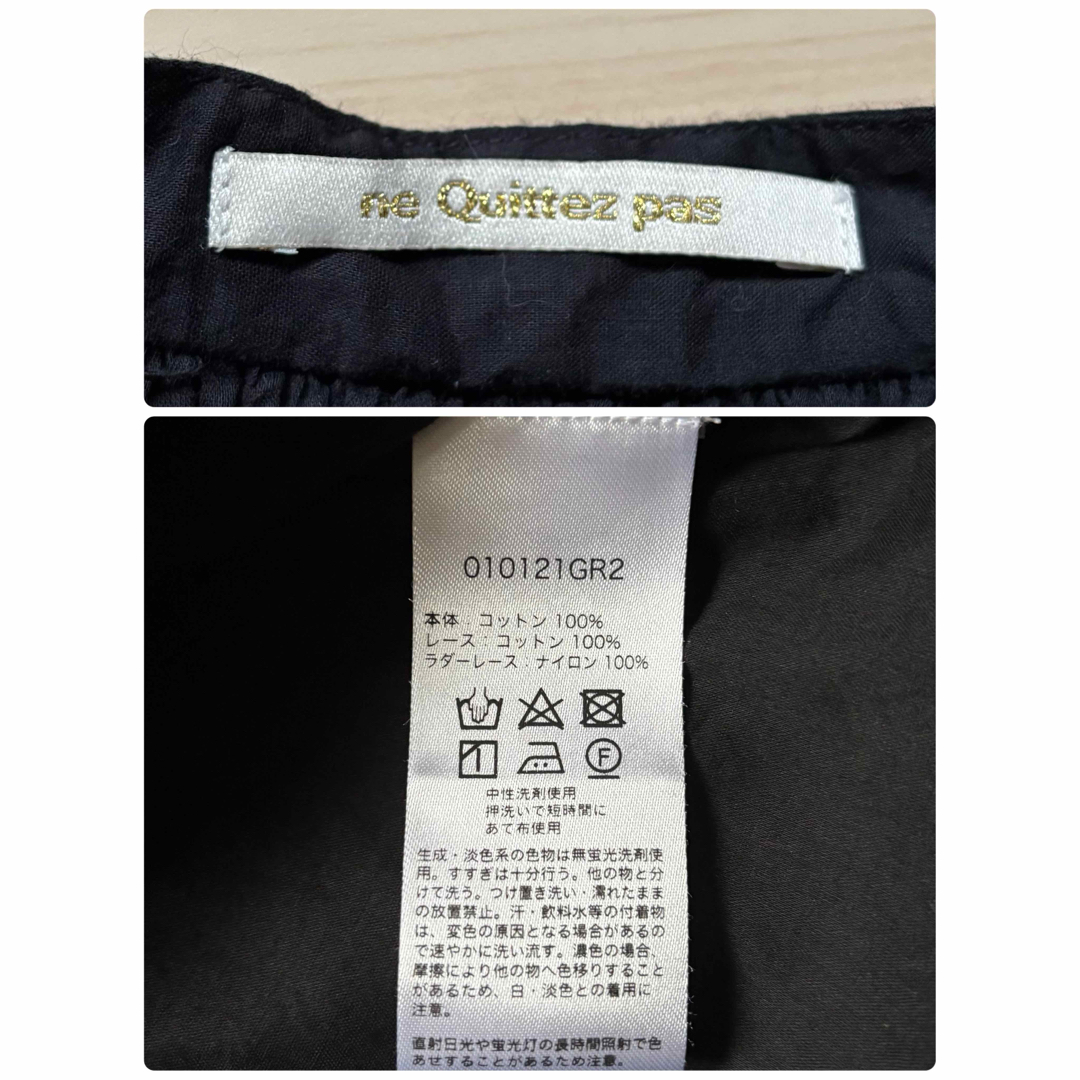 ne Quittez pas
010121GR2
本体：コットン 100%
レース：コットン 100%
ラダーレース：ナイロン 100%
F
中性洗剤使用
押洗いで短時間に
あて布使用
生成・淡色系の色物は無蛍光洗剤使
用。すすぎは十分行う。他の物と分
けて洗う。つけ置き洗い・濡れたまま
の放置禁止。汗・飲料水等の付着物
は、変色の原因となる場合があるの
で速やかに洗い流す。濃色の場合、
摩擦により他の物へ色移りすること
があるため、白・淡色との着用に
注意。
直射日光や蛍光灯の長時間照射で色
あせすることがあるため注意。